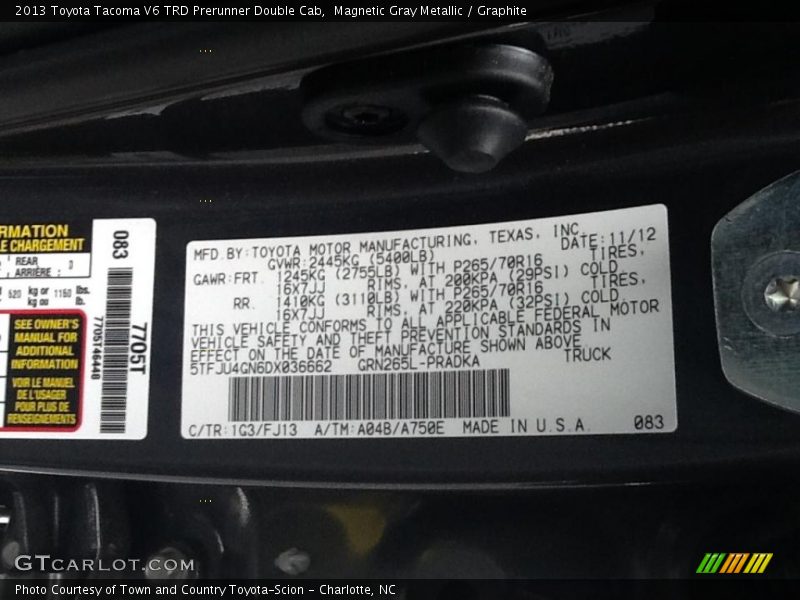 2013 Toyota Tacoma V6 TRD Prerunner Double Cab,  Magnetic Gray Metallic / Graphite
RMATION
E CHARGEMENT
REAR
ARRIÈRE : 3
520 kg or 1150 lbs.
kg ou lb.
SEE OWNER'S
MANUAL FOR
ADDITIONAL
INFORMATION
VOIR LE MANUEL
DE L'USAGER
POUR PLUS DE
RENSEIGNEMENTS
083
7705746448
7705T
MFD.BY:TOYOTA MOTOR MANUFACTURING, TEXAS, INC.
DATE:11/12
GVWR:2445KG (5400LB)
GAWR:FRT. 1245KG (2755LB) WITH P265/70R16 TIRES,
16X7JJ RIMS, AT 200KPA (29PSI) COLD.
RR. 1410KG (3110LB) WITH P265/70R16 TIRES,
16X7JJ RIMS, AT 220KPA (32PSI) COLD.
THIS VEHICLE CONFORMS TO ALL APPLICABLE FEDERAL MOTOR
VEHICLE SAFETY AND THEFT PREVENTION STANDARDS IN
EFFECT ON THE DATE OF MANUFACTURE SHOWN ABOVE
5TFJU4GN6DX036662 GRN265L-PRADKA TRUCK
C/TR:1G3/FJ13 A/TM:A04B/A750E MADE IN U.S.A. 083
GTCARLOT.COM
Photo Courtesy of Town and Country Toyota-Scion - Charlotte, NC